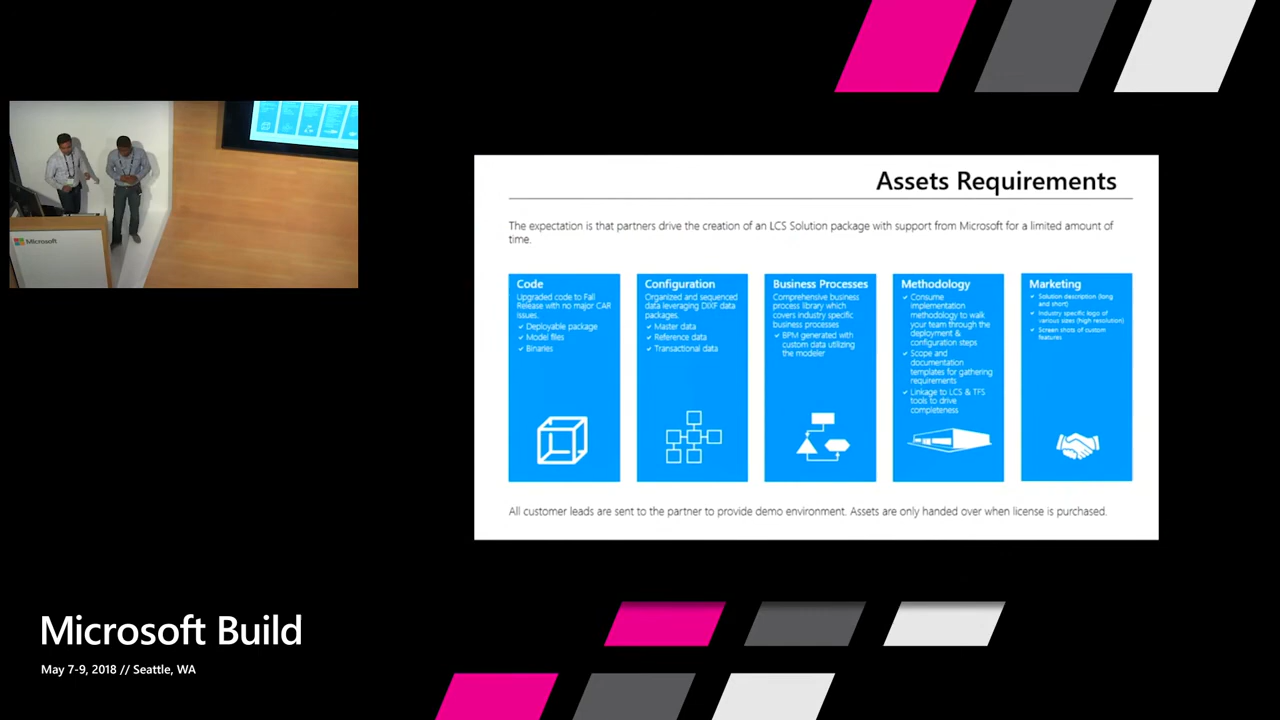 Assets Requirements
The expectation is that partners drive the creation of an LCS Solution package with support from Microsoft for a limited amount of
time.
Code
Upgraded code to Fall
Release with no major CAR
issues.
✓ Deployable package
✓ Model files
✓ Binaries
Configuration
Organized and sequenced
data leveraging DIXF data
packages.
✓ Master data
✓ Reference data
✓ Transactional data
Business Processes
Comprehensive business
process library which
covers industry specific
business processes
✓ BPM generated with
custom data utilizing
the modeler
Methodology
✓ Consume
implementation
methodology to walk
your team through the
deployment &
configuration steps
✓ Scope and
documentation
templates for gathering
requirements
✓ Linkage to LCS & TFS
tools to drive
completeness
Marketing
✓ Solution description (long
and short)
✓ Industry specific logo of
various sizes (high resolution)
✓ Screen shots of custom
features
All customer leads are sent to the partner to provide demo environment. Assets are only handed over when license is purchased.
Microsoft
Microsoft Build
May 7-9, 2018 // Seattle, WA